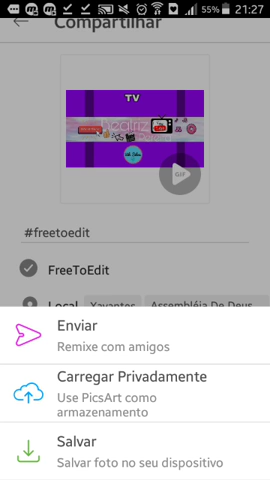 55% 21:27
Compartilhar
TV
GIF
#freetoedit
FreeToEdit
Local Xavantes Assembléia De Deus
Enviar
Remixe com amigos
Carregar Privadamente
Use PicsArt como
armazenamento
Salvar
Salvar foto no seu dispositivo